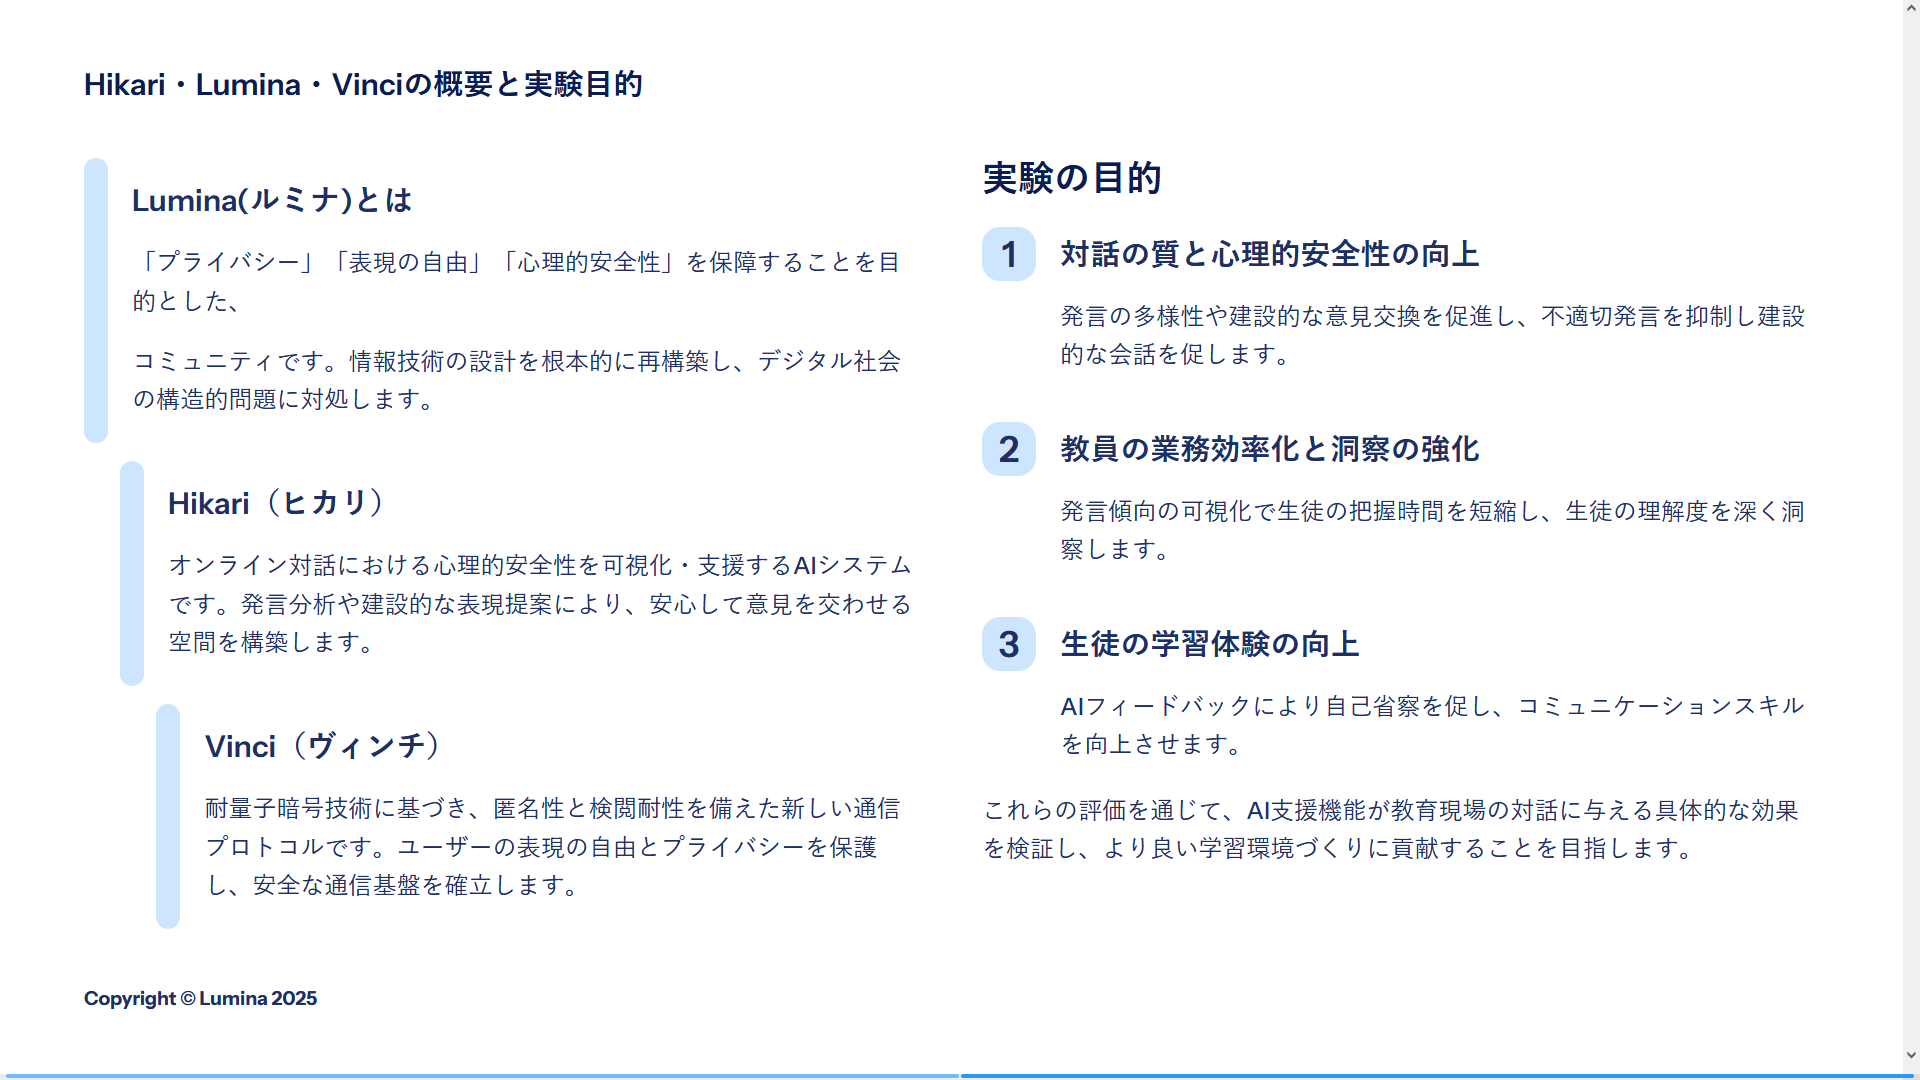 Hikari・Lumina・Vinciの概要と実験目的
Lumina(ルミナ)とは
「プライバシー」「表現の自由」「心理的安全性」を保障することを目
的とした、
コミュニティです。情報技術の設計を根本的に再構築し、デジタル社会
の構造的問題に対処します。
Hikari（ヒカリ）
オンライン対話における心理的安全性を可視化・支援するAIシステム
です。発言分析や建設的な表現提案により、安心して意見を交わせる
空間を構築します。
Vinci（ヴィンチ）
耐量子暗号技術に基づき、匿名性と検閲耐性を備えた新しい通信
プロトコルです。ユーザーの表現の自由とプライバシーを保護
し、安全な通信基盤を確立します。
実験の目的
1 対話の質と心理的安全性の向上
発言の多様性や建設的な意見交換を促進し、不適切発言を抑制し建設
的な会話を促します。
2 教員の業務効率化と洞察の強化
発言傾向の可視化で生徒の把握時間を短縮し、生徒の理解度を深く洞
察します。
3 生徒の学習体験の向上
AIフィードバックにより自己省察を促し、コミュニケーションスキル
を向上させます。
これらの評価を通じて、AI支援機能が教育現場の対話に与える具体的な効果
を検証し、より良い学習環境づくりに貢献することを目指します。
Copyright © Lumina 2025